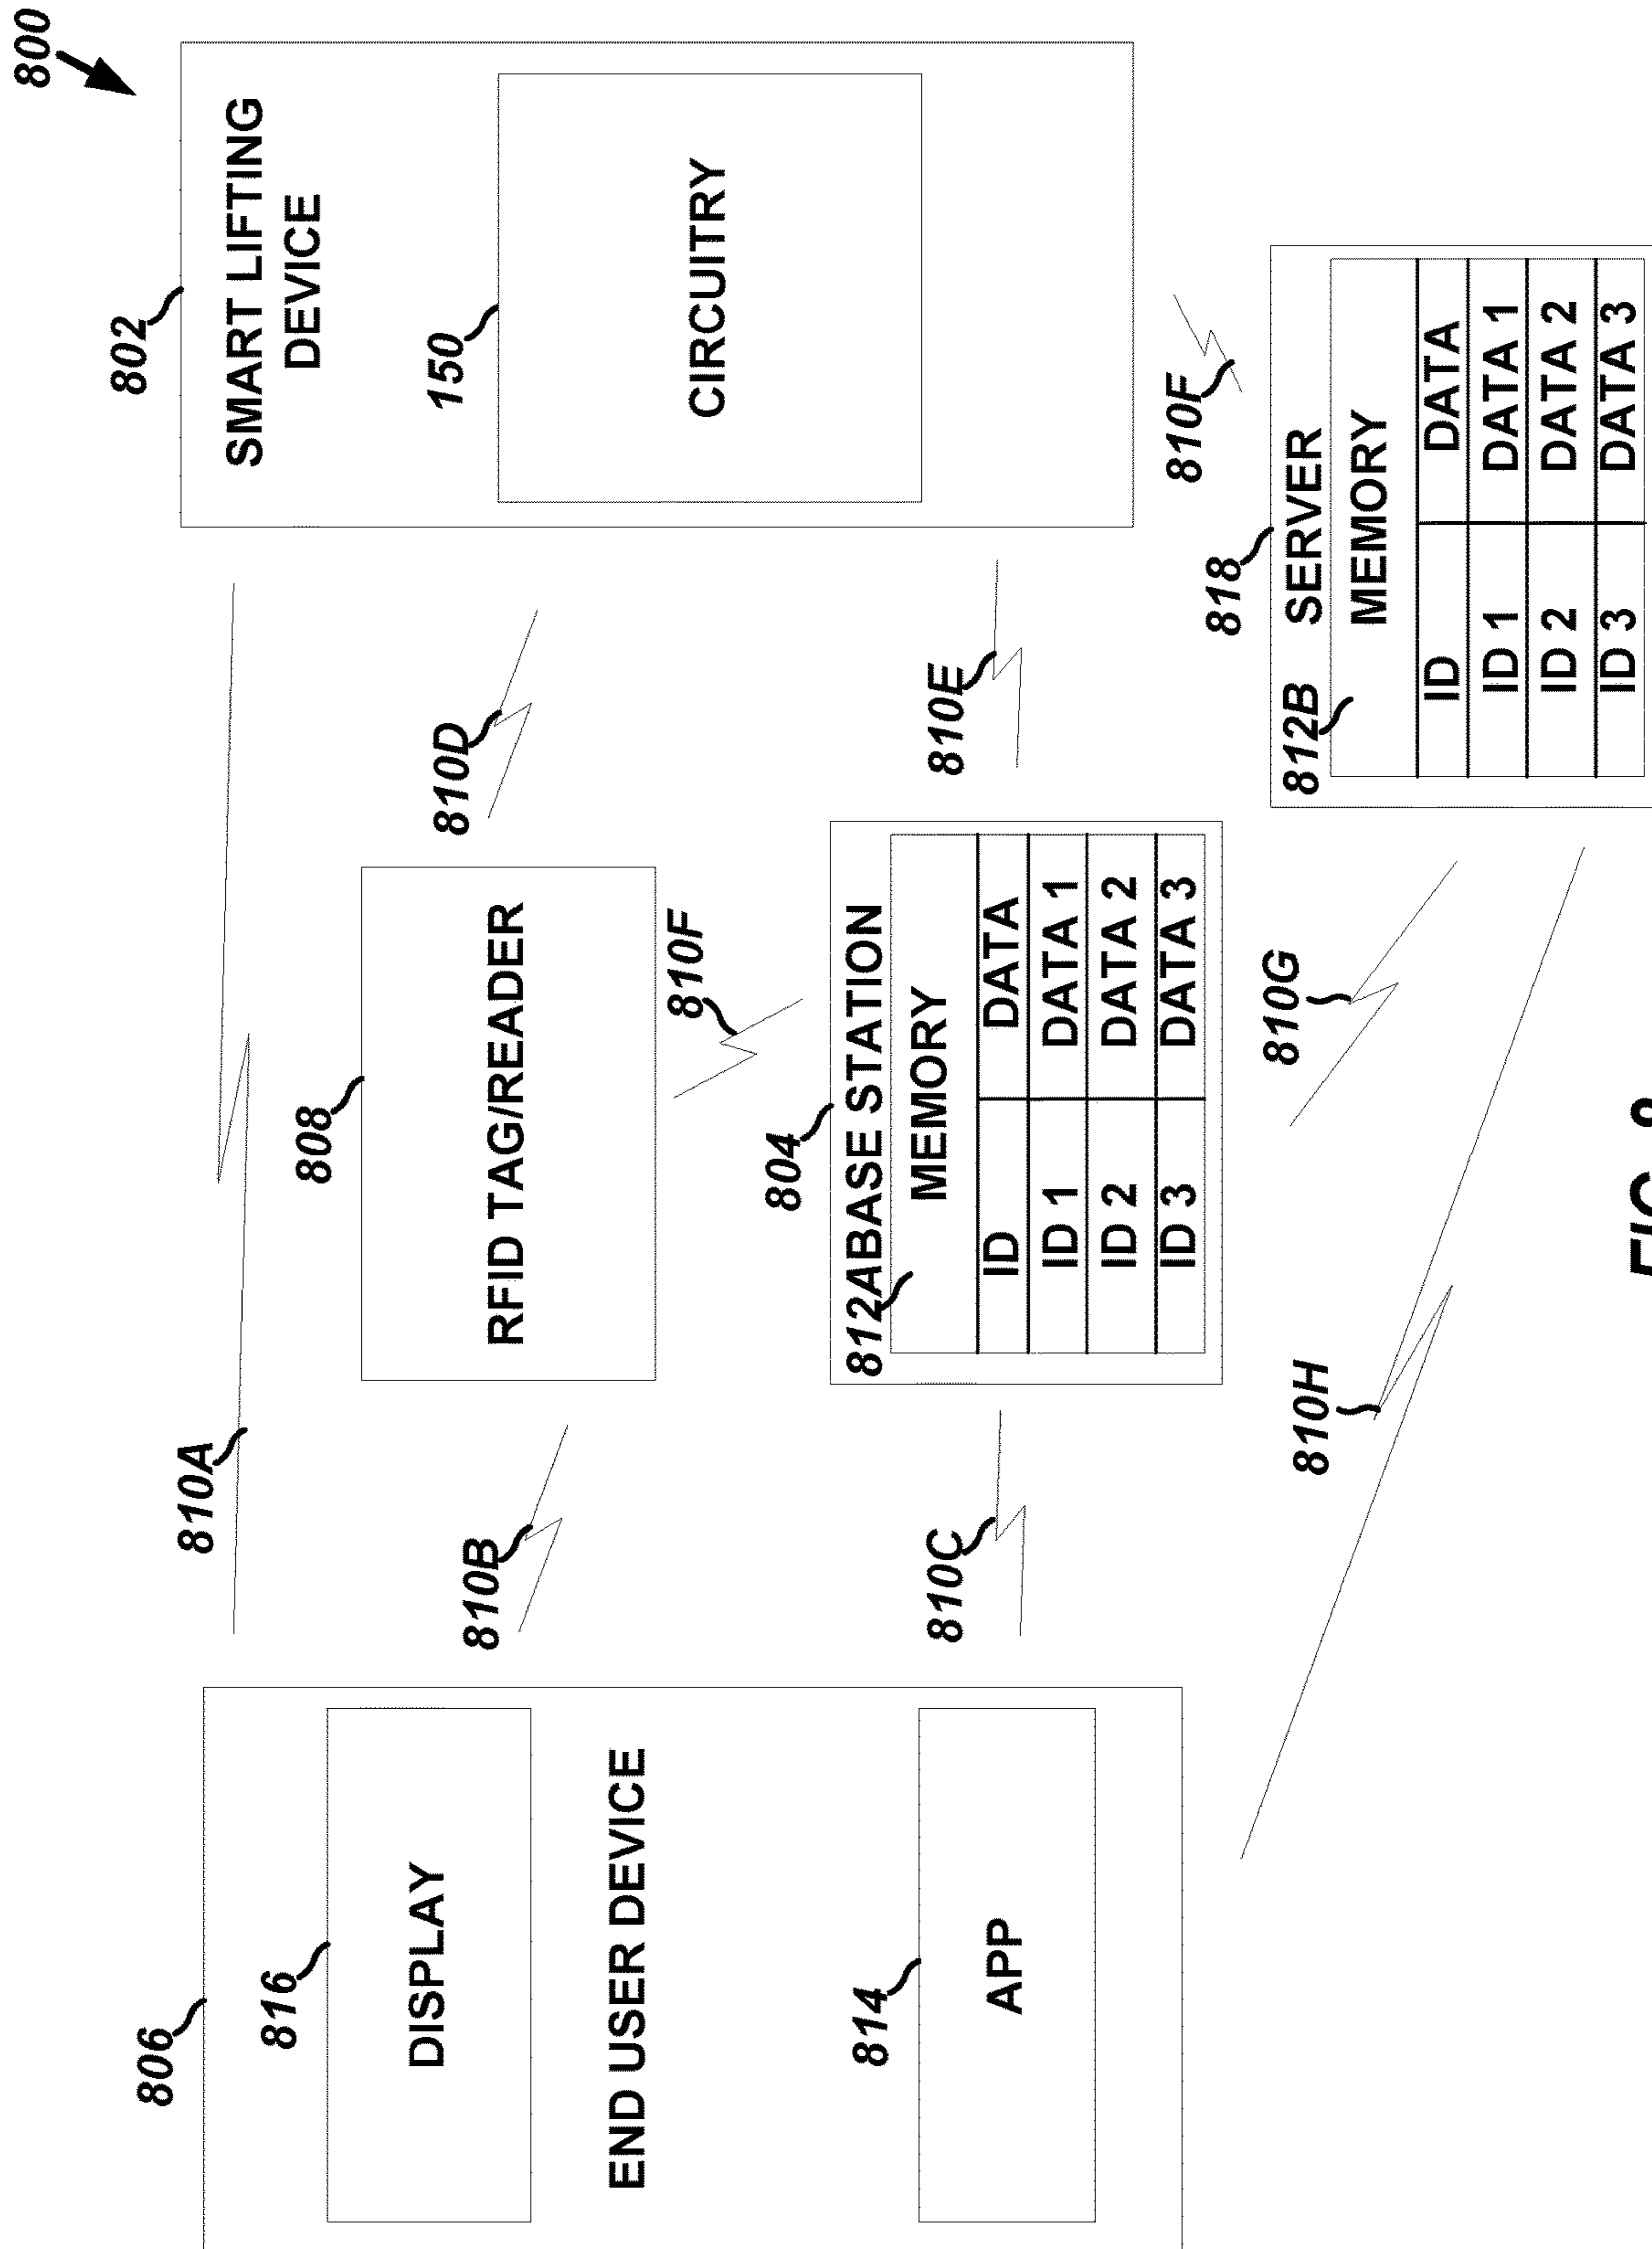 800
802
SMART LIFTING
DEVICE
150
CIRCUITRY
806
816
DISPLAY
END USER DEVICE
814
APP
810A
810B
808
RFID TAG/READER
810D
810F
810C
804
812A BASE STATION
MEMORY
ID DATA
ID 1 DATA 1
ID 2 DATA 2
ID 3 DATA 3
810E
810F
818
812B SERVER
MEMORY
ID DATA
ID 1 DATA 1
ID 2 DATA 2
ID 3 DATA 3
810G
810H
FIG. 8